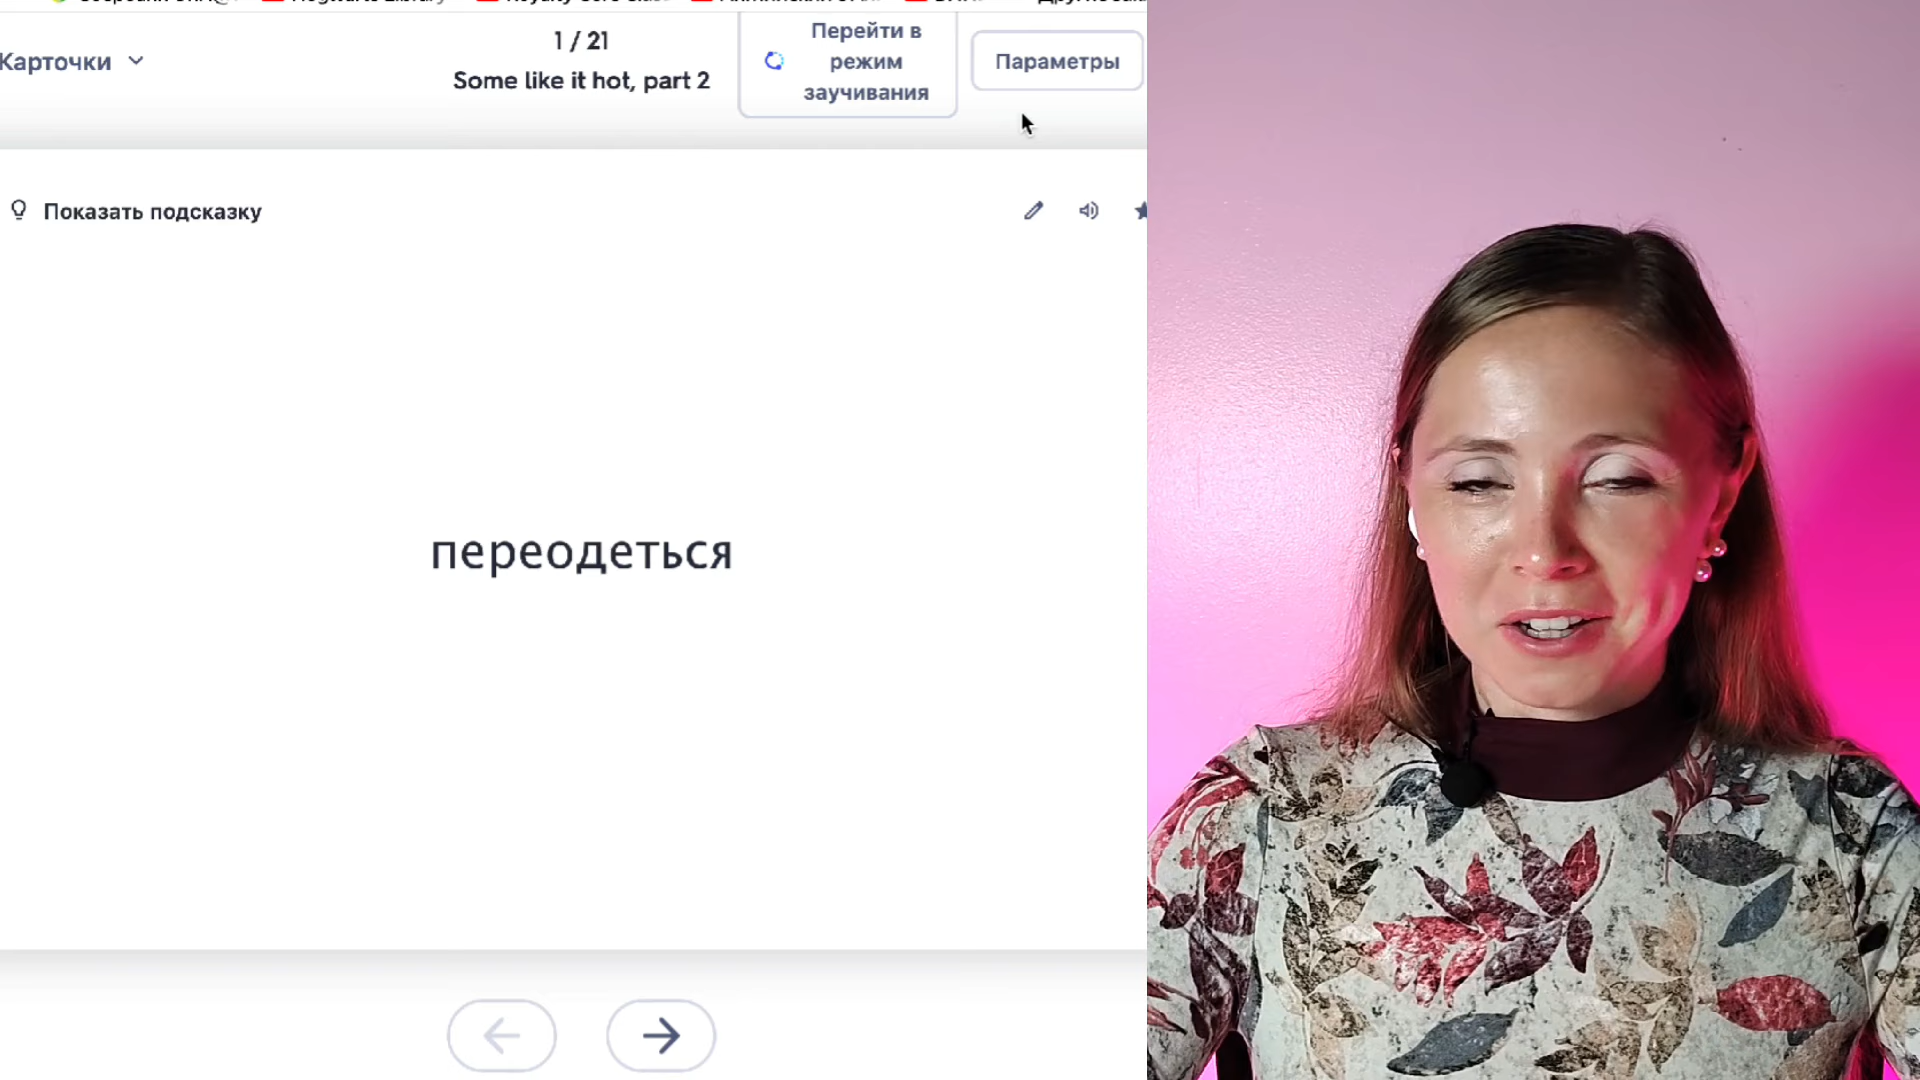 Карточки
1 / 21
Some like it hot, part 2
Перейти в
режим
заучивания
Параметры
Показать подсказку
переодеться